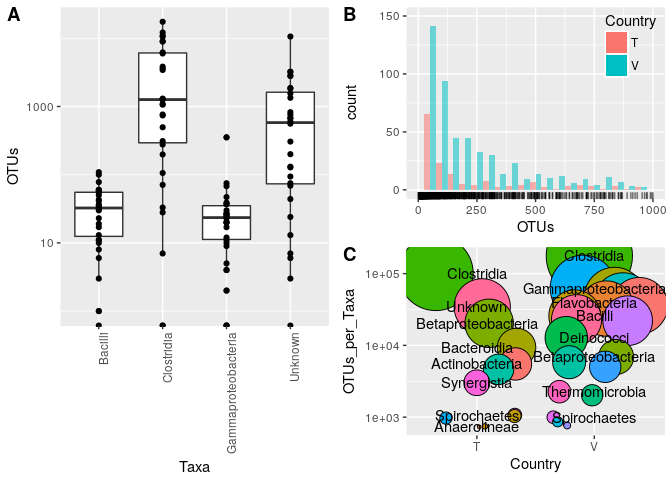 A
OTUs
1000
10
Bacilli
Clostridia
Gammaproteobacteria
Unknown
Taxa
B
count
150
100
50
0
Country
T
V
0
250
500
750
1000
OTUs
C
OTUs_per_Taxa
1e+05
1e+04
1e+03
Clostridia
Clostridia
Gammaproteobacteria
Unknown
Flavobacteria
Betaproteobacteria
Bacilli
Bacteroidia
Deinococci
Actinobacteria
Betaproteobacteria
Synergistia
Thermomicrobia
Spirochaetes
Spirochaetes
Anaerolineae
T
V
Country